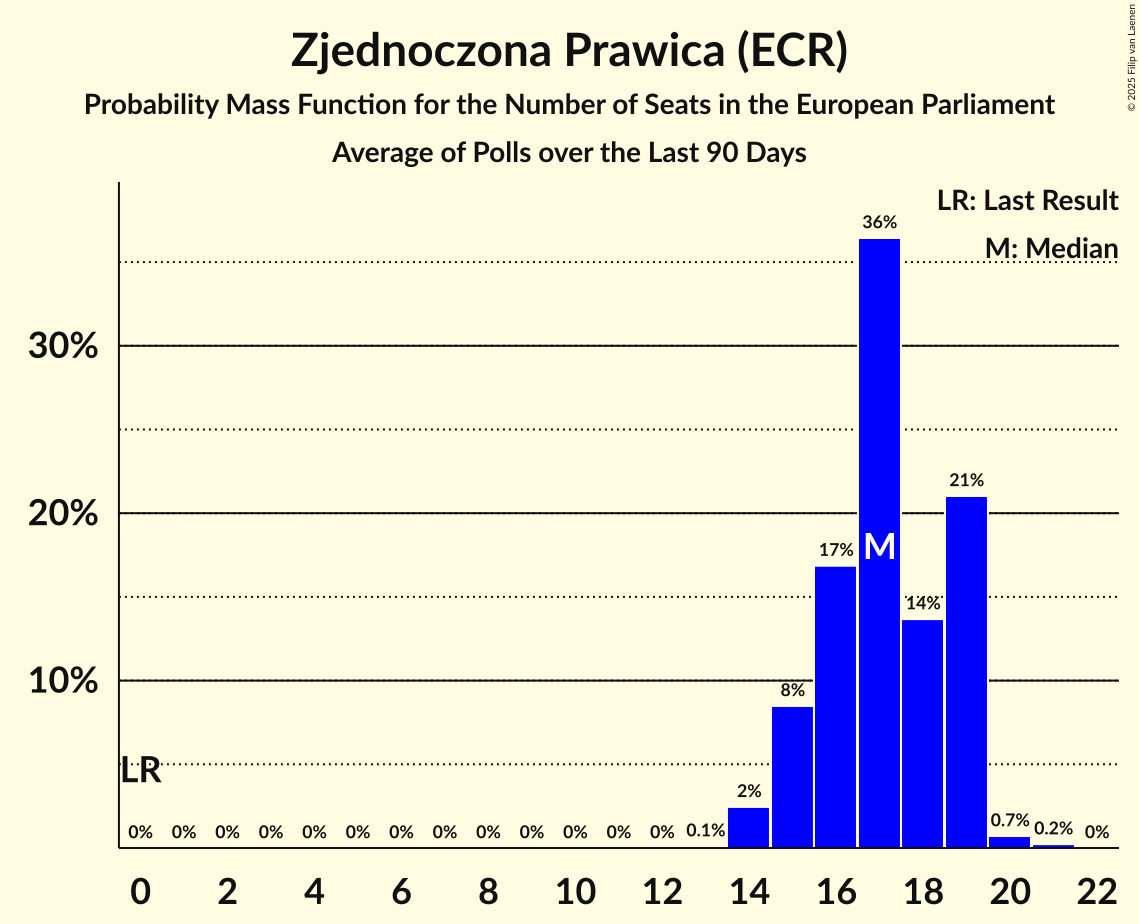 © 2025 Filip van Laenen
Zjednoczona Prawica (ECR)
Probability Mass Function for the Number of Seats in the European Parliament
Average of Polls over the Last 90 Days
LR: Last Result
M: Median
36%
30%
21%
20%
17%
M
14%
10%
8%
LR
2%
0% 0% 0% 0% 0% 0% 0% 0% 0% 0% 0% 0% 0% 0.1% 0.7% 0.2% 0%
0 2 4 6 8 10 12 14 16 18 20 22